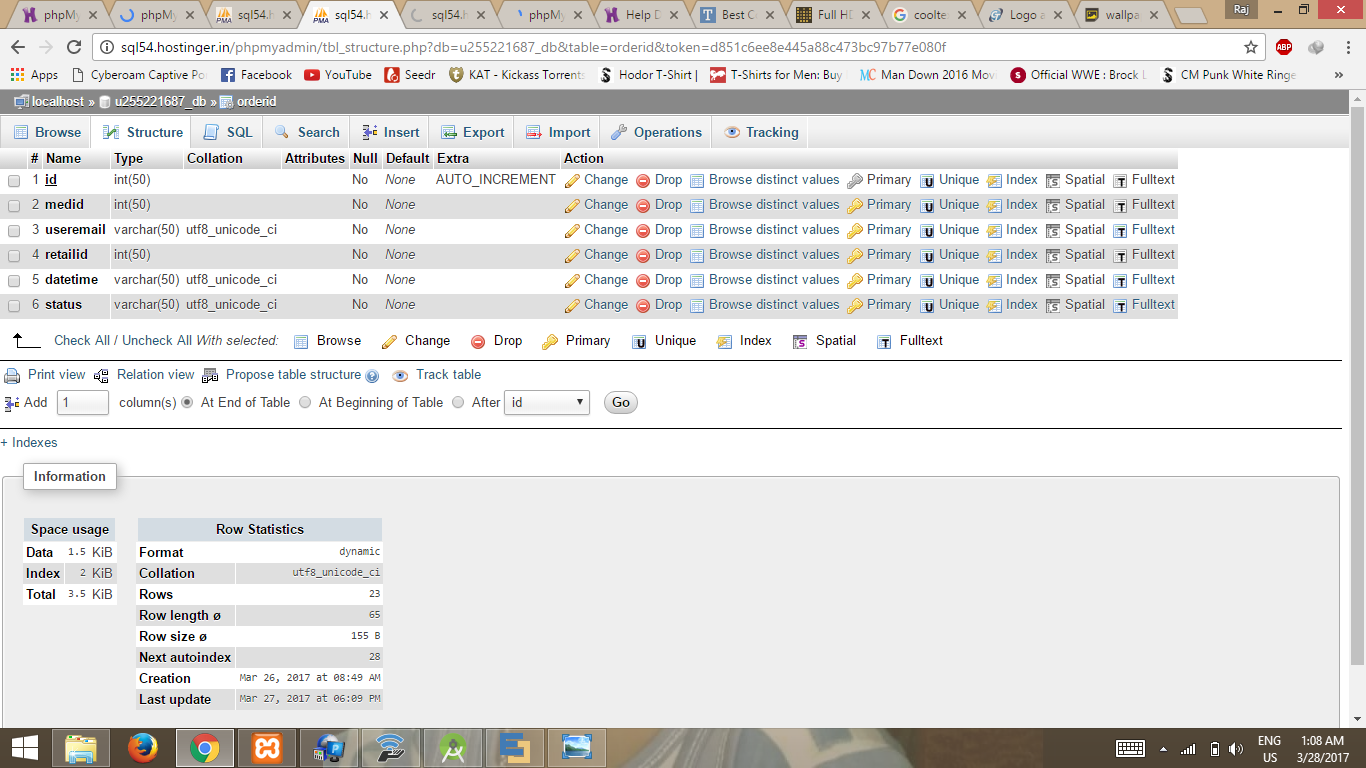 phpMy phpMy sql54.h sql54.h sql54.h phpMy Help D Best C Full HD coolte Logo a wallpa Raj
sql54.hostinger.in/phpmyadmin/tbl_structure.php?db=u255221687_db&table=orderid&token=d851c6ee8e445a88c473bc97b77e080f ABP
Apps Cyberoam Captive Po Facebook YouTube Seedr KAT - Kickass Torrents Hodor T-Shirt | T-Shirts for Men: Buy MC Man Down 2016 Movi Official WWE : Brock L CM Punk White Ringe »
localhost » u255221687_db » orderid
Browse Structure SQL Search Insert Export Import Operations Tracking
# Name Type Collation Attributes Null Default Extra Action
1 id int(50) No None AUTO_INCREMENT Change Drop Browse distinct values Primary Unique Index Spatial Fulltext
2 medid int(50) No None Change Drop Browse distinct values Primary Unique Index Spatial Fulltext
3 useremail varchar(50) utf8_unicode_ci No None Change Drop Browse distinct values Primary Unique Index Spatial Fulltext
4 retailid int(50) No None Change Drop Browse distinct values Primary Unique Index Spatial Fulltext
5 datetime varchar(50) utf8_unicode_ci No None Change Drop Browse distinct values Primary Unique Index Spatial Fulltext
6 status varchar(50) utf8_unicode_ci No None Change Drop Browse distinct values Primary Unique Index Spatial Fulltext
Check All / Uncheck All With selected: Browse Change Drop Primary Unique Index Spatial Fulltext
Print view Relation view Propose table structure Track table
Add 1 column(s) At End of Table At Beginning of Table After id Go
+ Indexes
Information
Space usage
Data 1.5 KiB
Index 2 KiB
Total 3.5 KiB
Row Statistics
Format dynamic
Collation utf8_unicode_ci
Rows 23
Row length ø 65
Row size ø 155 B
Next autoindex 28
Creation Mar 26, 2017 at 08:49 AM
Last update Mar 27, 2017 at 06:09 PM
ENG 1:08 AM
US 3/28/2017